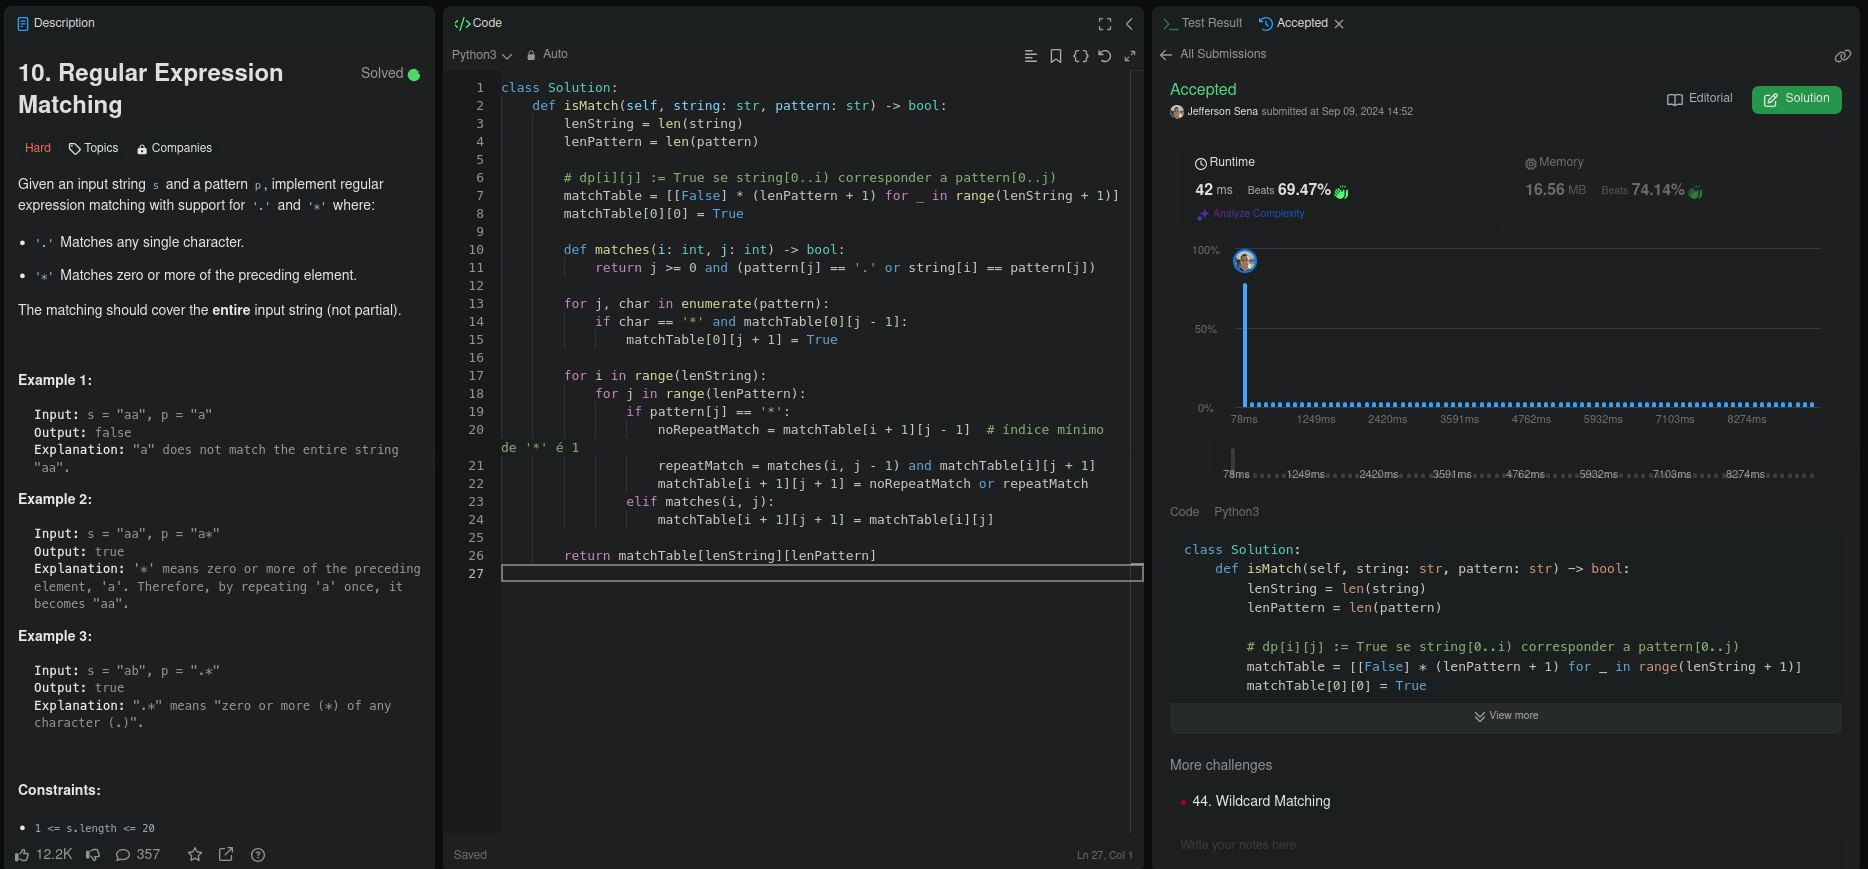 Description
10. Regular Expression
Matching
Solved
Hard Topics Companies
Given an input string s and a pattern p, implement regular
expression matching with support for '.' and '*' where:
• '.' Matches any single character.
• '*' Matches zero or more of the preceding element.
The matching should cover the entire input string (not partial).
Example 1:
Input: s = "aa", p = "a"
Output: false
Explanation: "a" does not match the entire string
"aa".
Example 2:
Input: s = "aa", p = "a*"
Output: true
Explanation: '*' means zero or more of the preceding
element, 'a'. Therefore, by repeating 'a' once, it
becomes "aa".
Example 3:
Input: s = "ab", p = ".*"
Output: true
Explanation: ".*" means "zero or more (*) of any
character (.)".
Constraints:
• 1 <= s.length <= 20
12.2K 357
</>Code
Python3 Auto
1 class Solution:
2     def isMatch(self, string: str, pattern: str) -> bool:
3         lenString = len(string)
4         lenPattern = len(pattern)
5
6         # dp[i][j] := True se string[0..i) corresponder a pattern[0..j)
7         matchTable = [[False] * (lenPattern + 1) for _ in range(lenString + 1)]
8         matchTable[0][0] = True
9
10         def matches(i: int, j: int) -> bool:
11             return j >= 0 and (pattern[j] == '.' or string[i] == pattern[j])
12
13         for j, char in enumerate(pattern):
14             if char == '*' and matchTable[0][j - 1]:
15                 matchTable[0][j + 1] = True
16
17         for i in range(lenString):
18             for j in range(lenPattern):
19                 if pattern[j] == '*':
20                     noRepeatMatch = matchTable[i + 1][j - 1]  # índice mínimo
de '*' é 1
21                     repeatMatch = matches(i, j - 1) and matchTable[i][j + 1]
22                     matchTable[i + 1][j + 1] = noRepeatMatch or repeatMatch
23                 elif matches(i, j):
24                     matchTable[i + 1][j + 1] = matchTable[i][j]
25
26         return matchTable[lenString][lenPattern]
27
Saved
Ln 27, Col 1
Test Result Accepted
All Submissions
Accepted
Jefferson Sena submitted at Sep 09, 2024 14:52
Editorial
Solution
Runtime
42 ms Beats 69.47%
Analyze Complexity
Memory
16.56 MB Beats 74.14%
100%
50%
0%
78ms 1249ms 2420ms 3591ms 4762ms 5932ms 7103ms 8274ms
78ms 1249ms 2420ms 3591ms 4762ms 5932ms 7103ms 8274ms
Code Python3
class Solution:
    def isMatch(self, string: str, pattern: str) -> bool:
        lenString = len(string)
        lenPattern = len(pattern)
        # dp[i][j] := True se string[0..i) corresponder a pattern[0..j)
        matchTable = [[False] * (lenPattern + 1) for _ in range(lenString + 1)]
        matchTable[0][0] = True
View more
More challenges
44. Wildcard Matching
Write your notes here